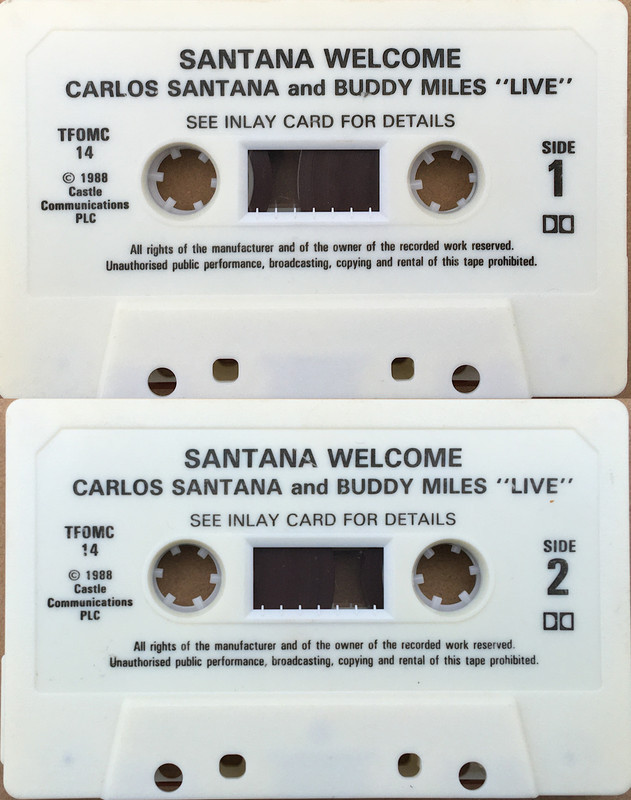 SANTANA WELCOME
CARLOS SANTANA and BUDDY MILES "LIVE"
SEE INLAY CARD FOR DETAILS
TFOMC
14
© 1988
Castle
Communications
PLC
SIDE
1
All rights of the manufacturer and of the owner of the recorded work reserved.
Unauthorised public performance, broadcasting, copying and rental of this tape prohibited.
SANTANA WELCOME
CARLOS SANTANA and BUDDY MILES "LIVE"
SEE INLAY CARD FOR DETAILS
TFOMC
14
© 1988
Castle
Communications
PLC
SIDE
2
All rights of the manufacturer and of the owner of the recorded work reserved.
Unauthorised public performance, broadcasting, copying and rental of this tape prohibited.